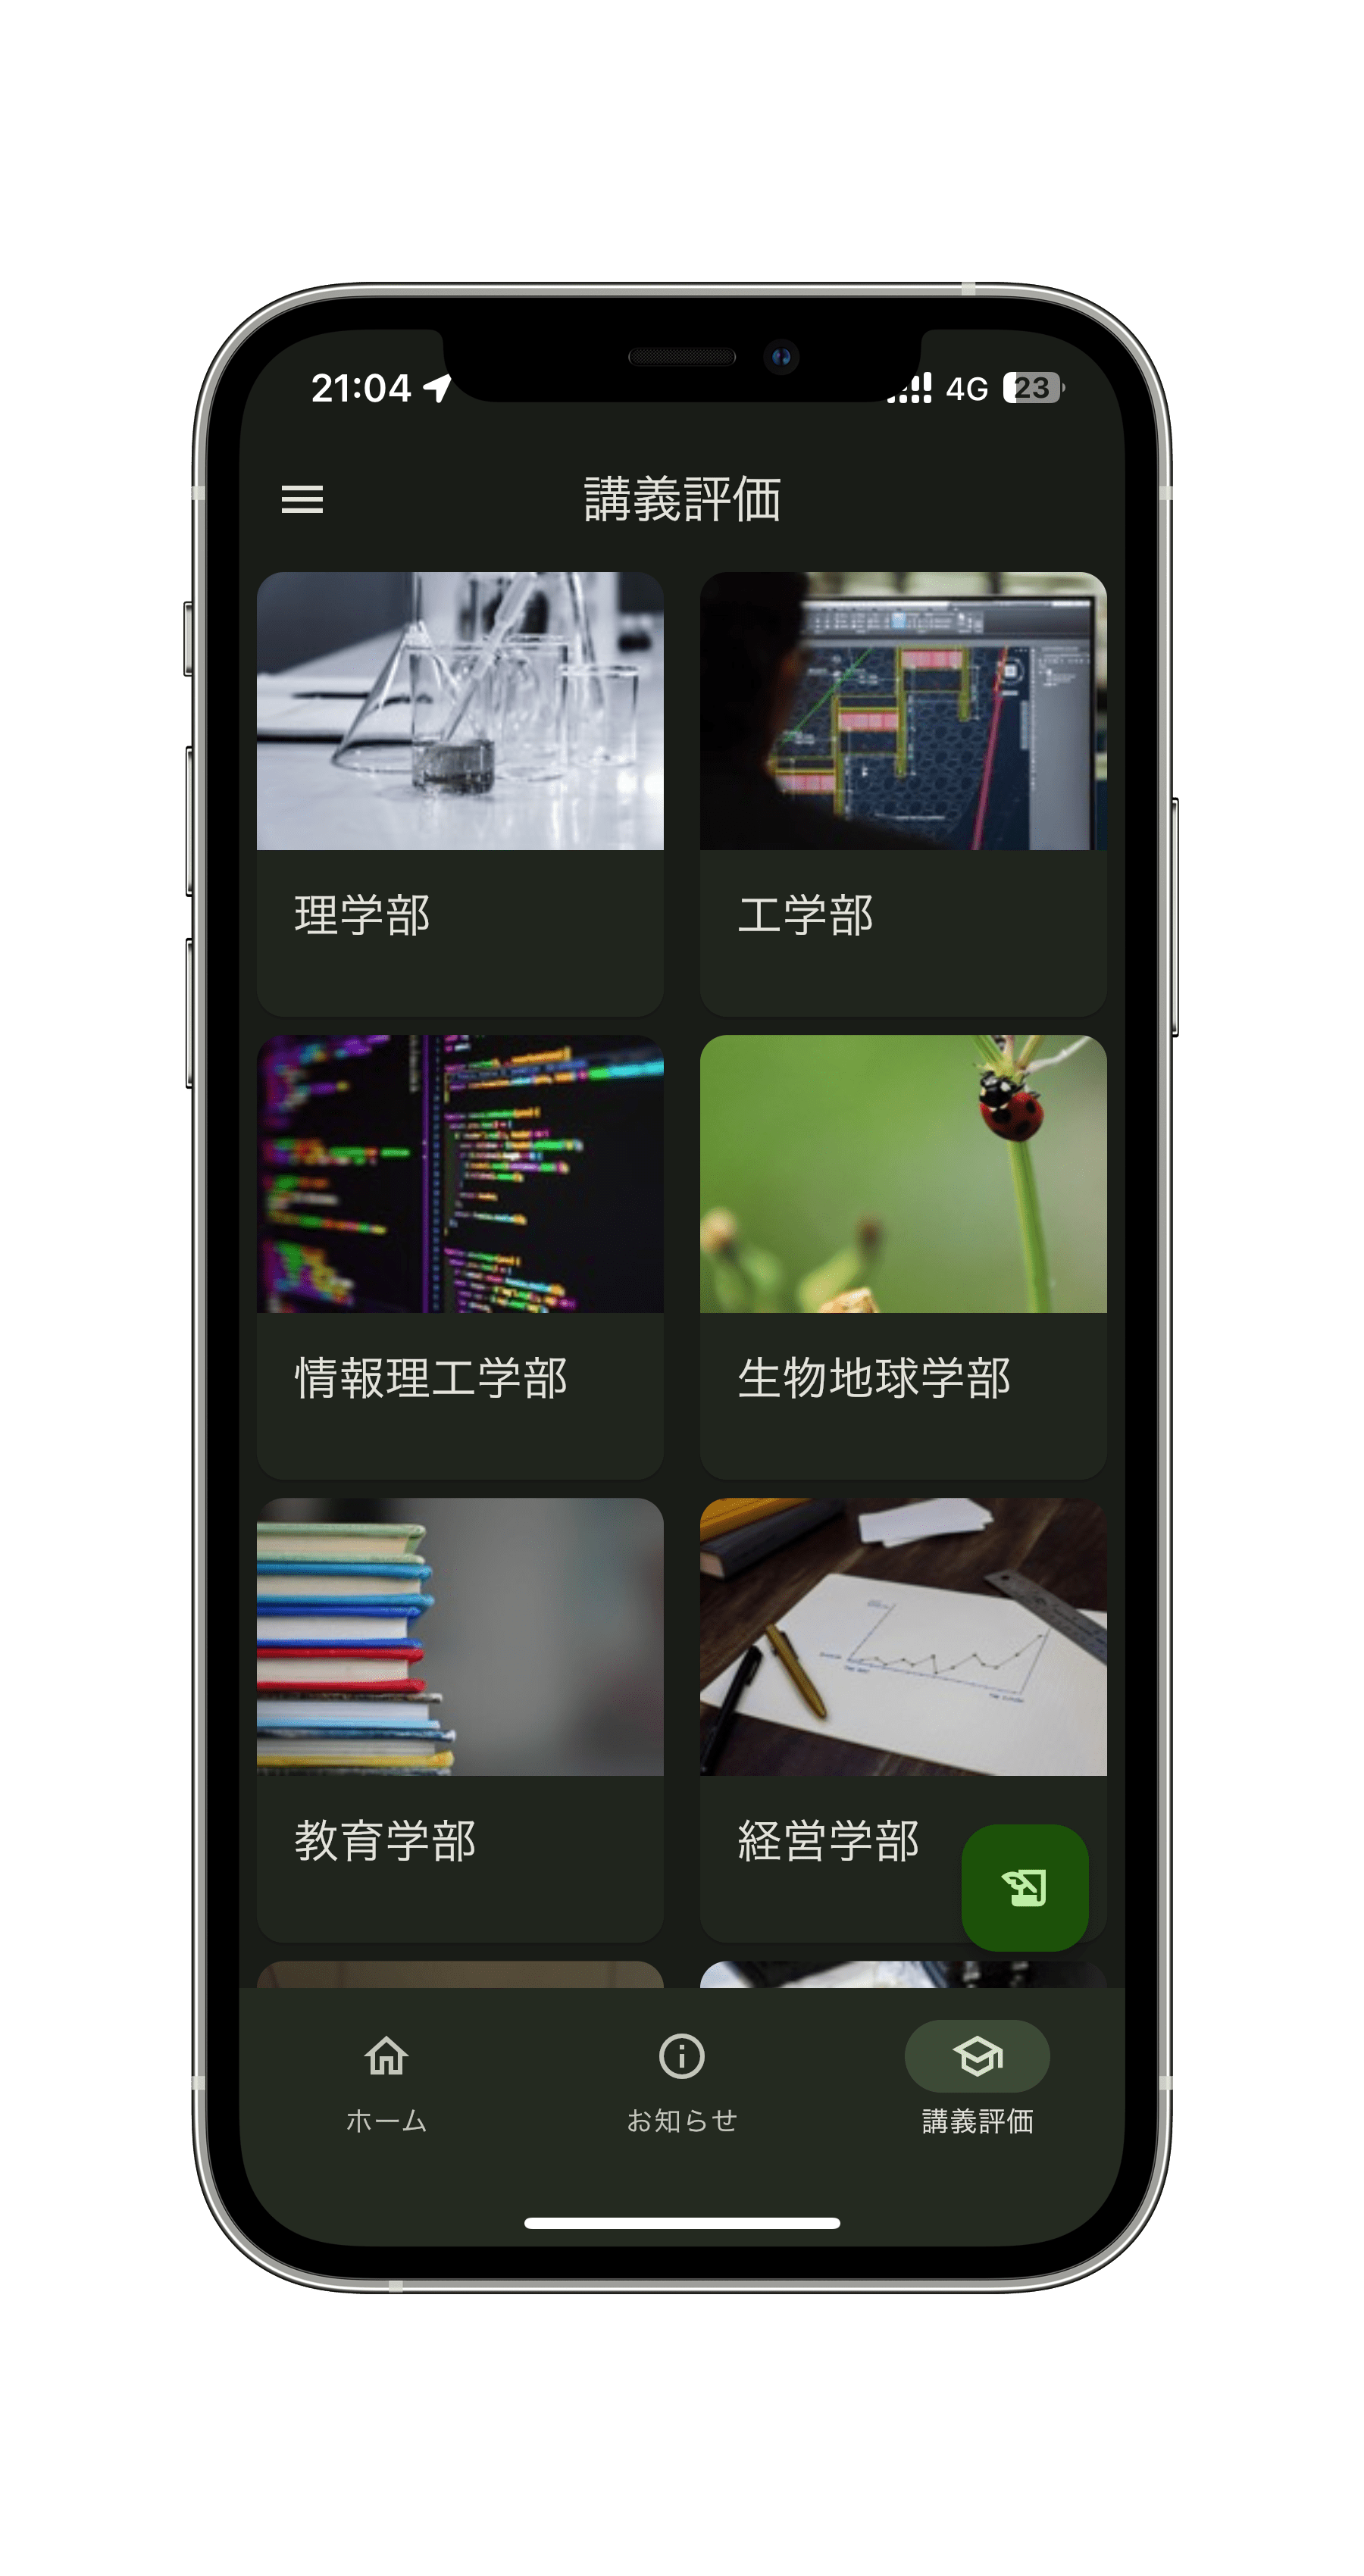 21:04 4G 23
講義評価
理学部 工学部
情報理工学部 生物地球学部
教育学部 経営学部
ホーム お知らせ 講義評価